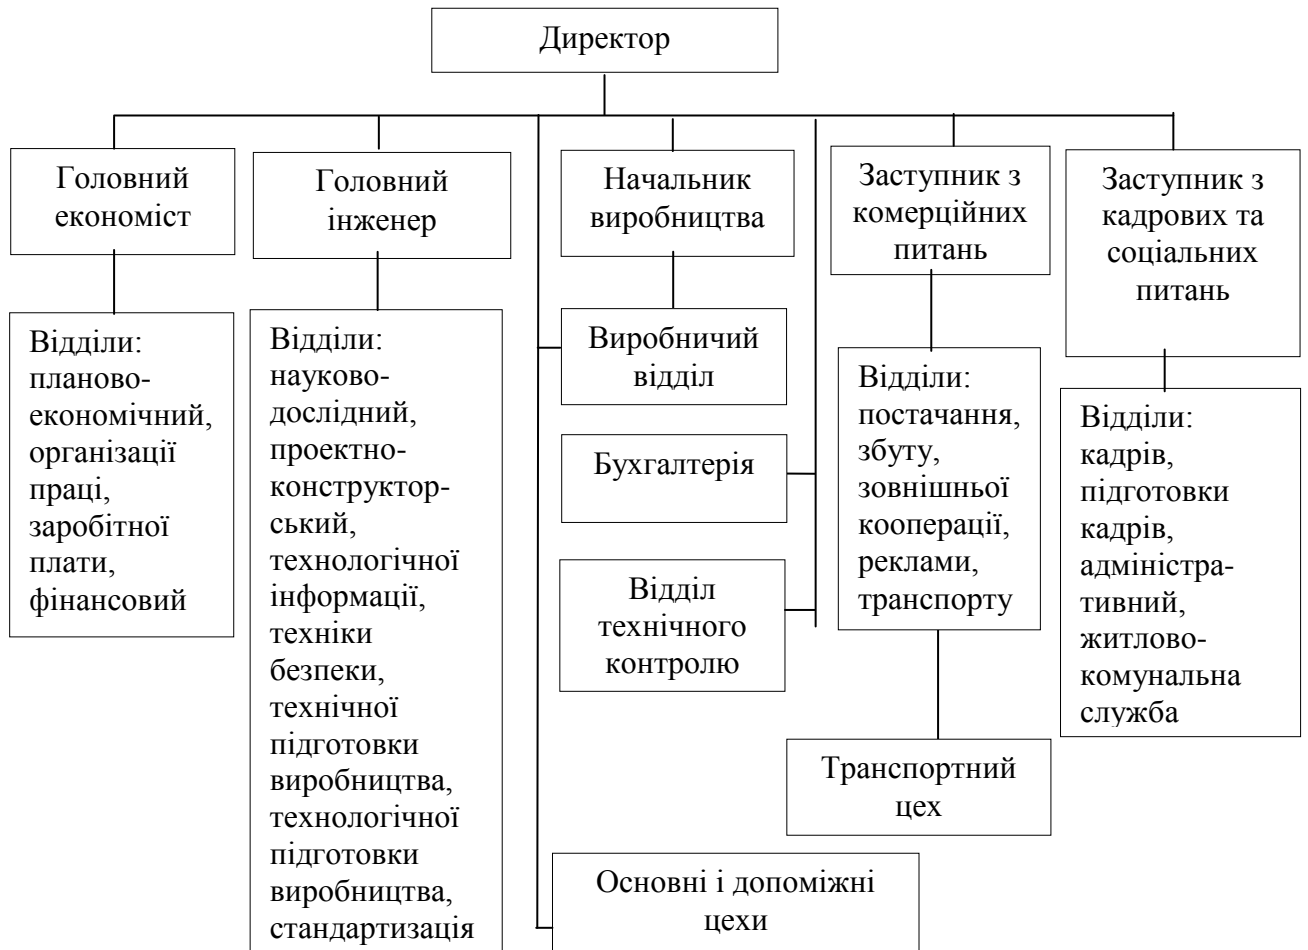 Директор
Головний
економіст
Головний
інженер
Начальник
виробництва
Заступник з
комерційних
питань
Заступник з
кадрових та
соціальних
питань
Відділи:
планово-
економічний,
організації
праці,
заробітної
плати,
фінансовий
Відділи:
науково-
дослідний,
проектно-
конструктор-
ський,
технологічної
інформації,
техніки
безпеки,
технічної
підготовки
виробництва,
технологічної
підготовки
виробництва,
стандартизація
Виробничий
відділ
Бухгалтерія
Відділ
технічного
контролю
Відділи:
постачання,
збуту,
зовнішньої
кооперації,
реклами,
транспорту
Відділи:
кадрів,
підготовки
кадрів,
адміністра-
тивний,
житлово-
комунальна
служба
Транспортний
цех
Основні і допоміжні
цехи